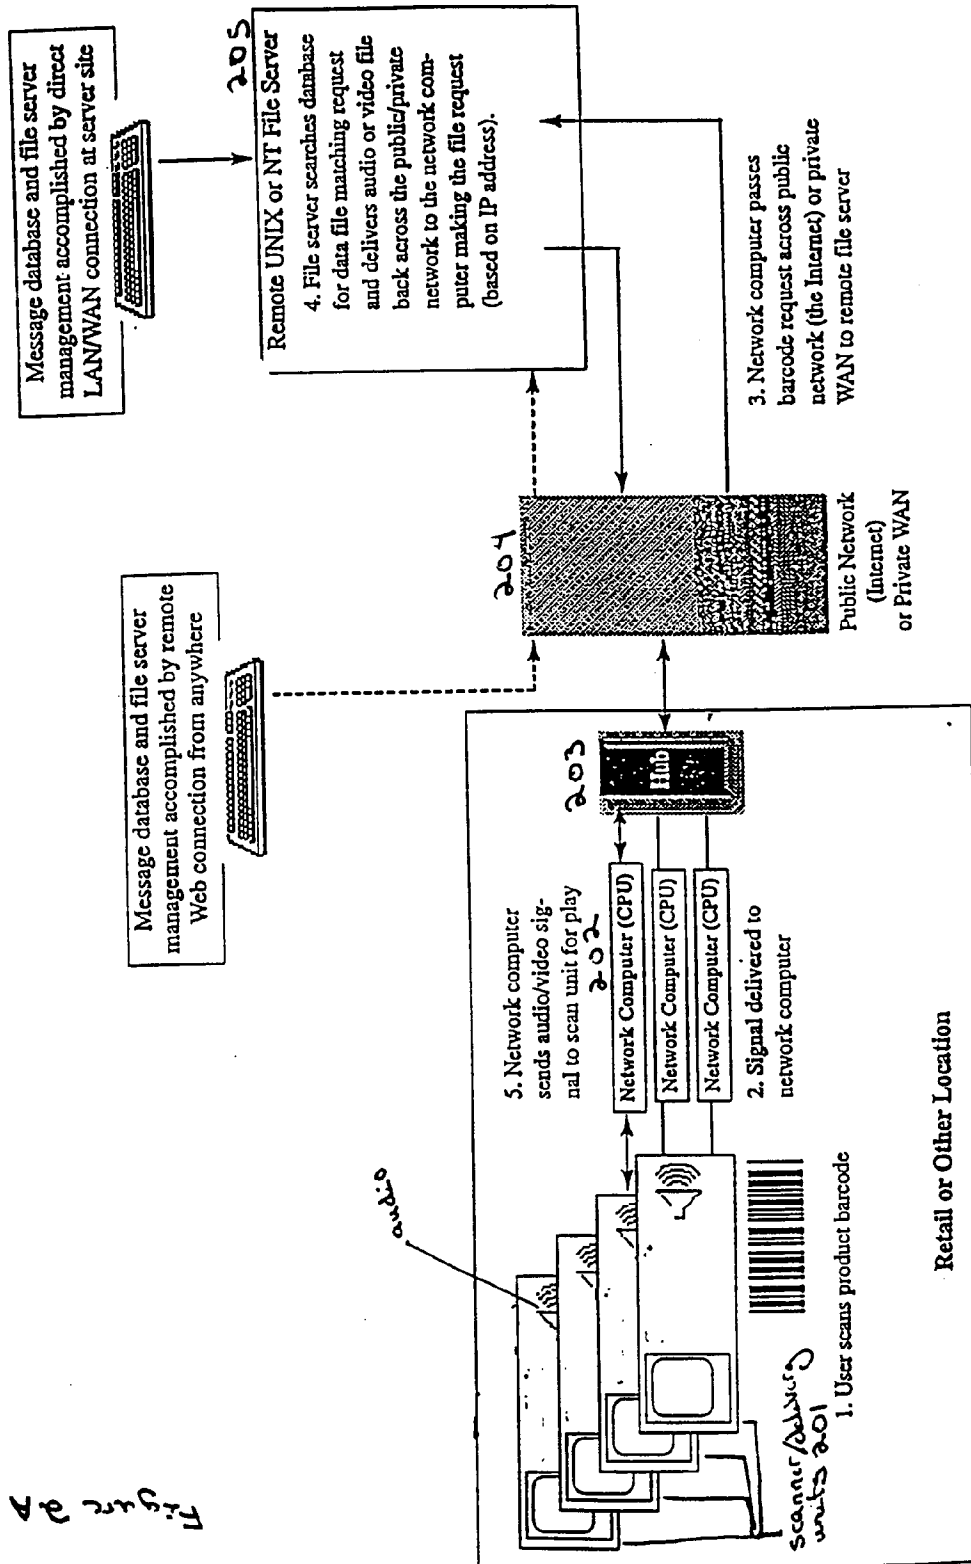 Figure
2A
Message database and file server
management accomplished by direct
LAN/WAN connection at server site
Message database and file server
management accomplished by remote
Web connection from anywhere
205
Remote UNIX or NT File Server
4. File server searches database
for data file matching request
and delivers audio or video file
back across the public/private
network to the network com-
puter making the file request
(based on IP address).
204
Public Network
(Internet)
or Private WAN
3. Network computer passes
barcode request across public
network (the Internet) or private
WAN to remote file server
audio
5. Network computer
sends audio/video sig-
nal to scan unit for play
202
203
Hub
Network Computer (CPU)
Network Computer (CPU)
Network Computer (CPU)
2. Signal delivered to
network computer
scanner/delivery
units 201
1. User scans product barcode
Retail or Other Location